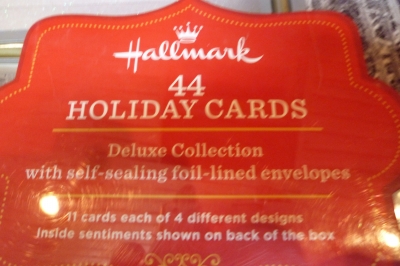 Hallmark
44
HOLIDAY CARDS
Deluxe Collection
with self-sealing foil-lined envelopes
11 cards each of 4 different designs
Inside sentiments shown on back of the box